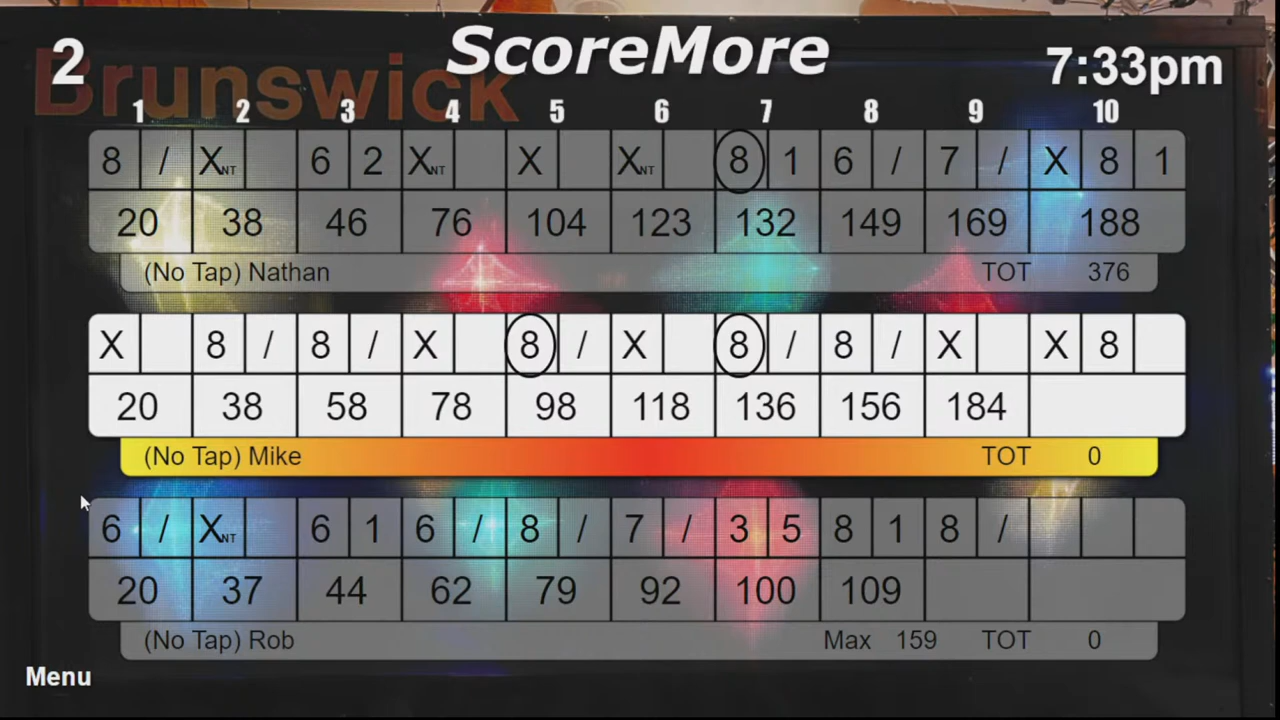 2 ScoreMore 7:33pm
Brunswick
1 2 3 4 5 6 7 8 9 10
8 / X NT 6 2 X NT X X NT 8 1 6 / 7 / X 8 1
20 38 46 76 104 123 132 149 169 188
(No Tap) Nathan TOT 376
X 8 / 8 / X 8 / X 8 / 8 / X X 8
20 38 58 78 98 118 136 156 184
(No Tap) Mike TOT 0
6 / X NT 6 1 6 / 8 / 7 / 3 5 8 1 8 /
20 37 44 62 79 92 100 109
(No Tap) Rob Max 159 TOT 0
Menu